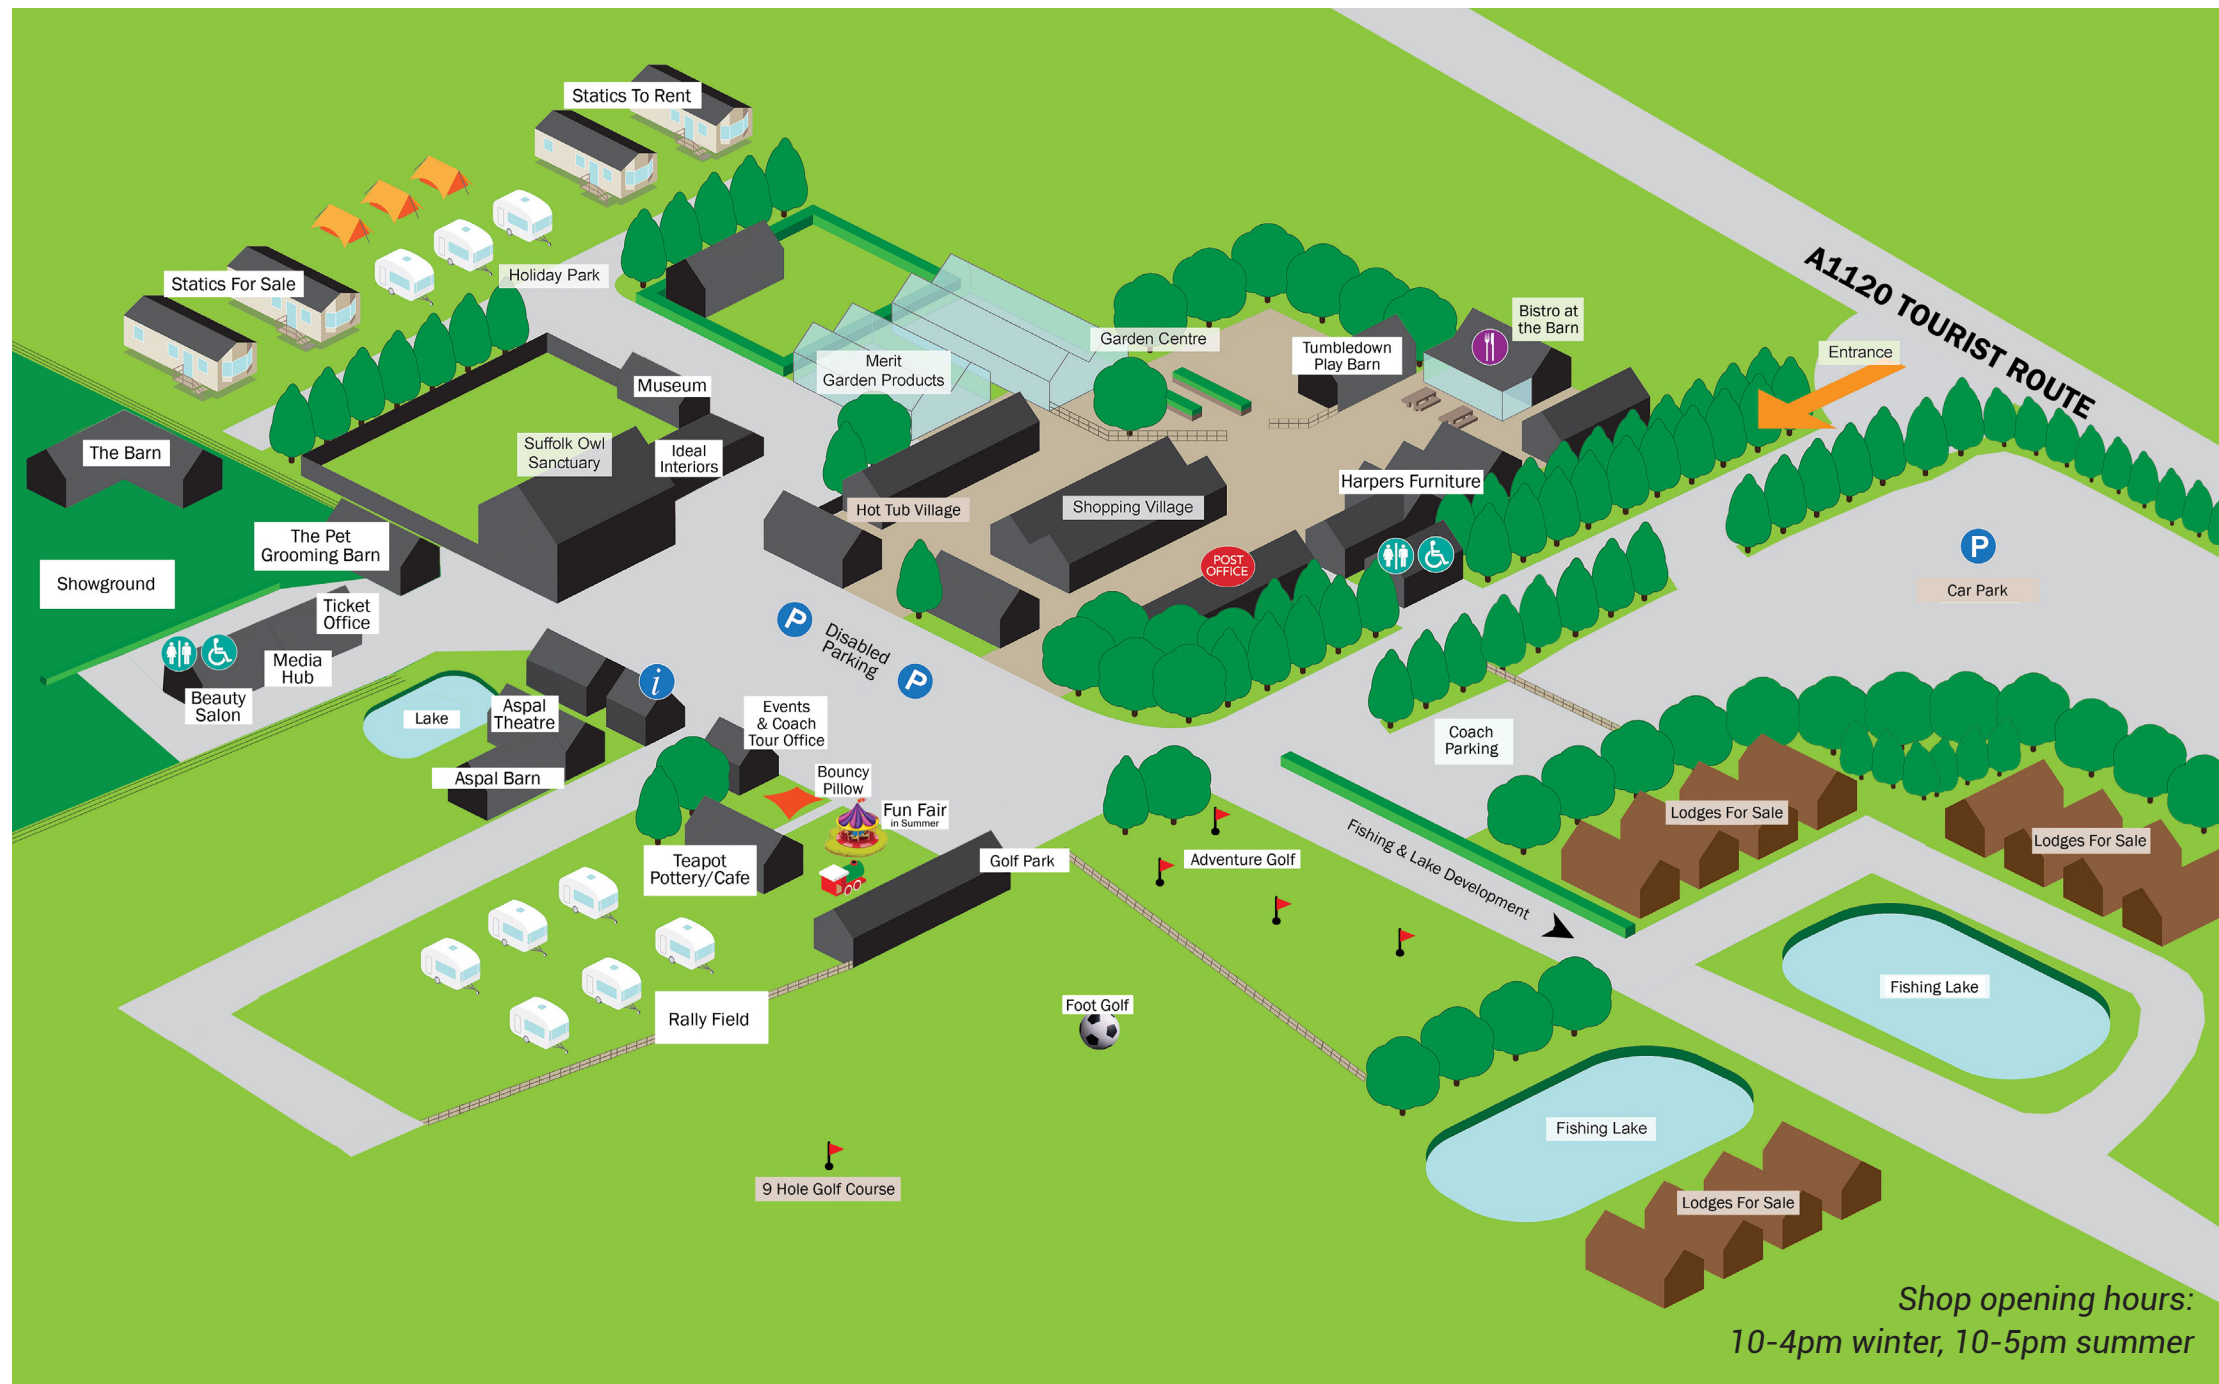 Statics To Rent
Statics For Sale
Holiday Park
A1120 TOURIST ROUTE
Entrance
Bistro at
the Barn
Garden Centre
Tumbledown
Play Barn
Merit
Garden Products
Museum
Ideal
Interiors
Suffolk Owl
Sanctuary
The Barn
Harpers Furniture
Shopping Village
Hot Tub Village
The Pet
Grooming Barn
POST
OFFICE
P
Car Park
Showground
Ticket
Office
Media
Hub
Beauty
Salon
P
Disabled
Parking
P
i
Lake
Aspal
Theatre
Aspal Barn
Events
& Coach
Tour Office
Coach
Parking
Bouncy
Pillow
Fun Fair
in Summer
Lodges For Sale
Lodges For Sale
Teapot
Pottery/Cafe
Golf Park
Adventure Golf
Fishing & Lake Development
Fishing Lake
Foot Golf
Rally Field
Fishing Lake
9 Hole Golf Course
Lodges For Sale
Shop opening hours:
10-4pm winter, 10-5pm summer